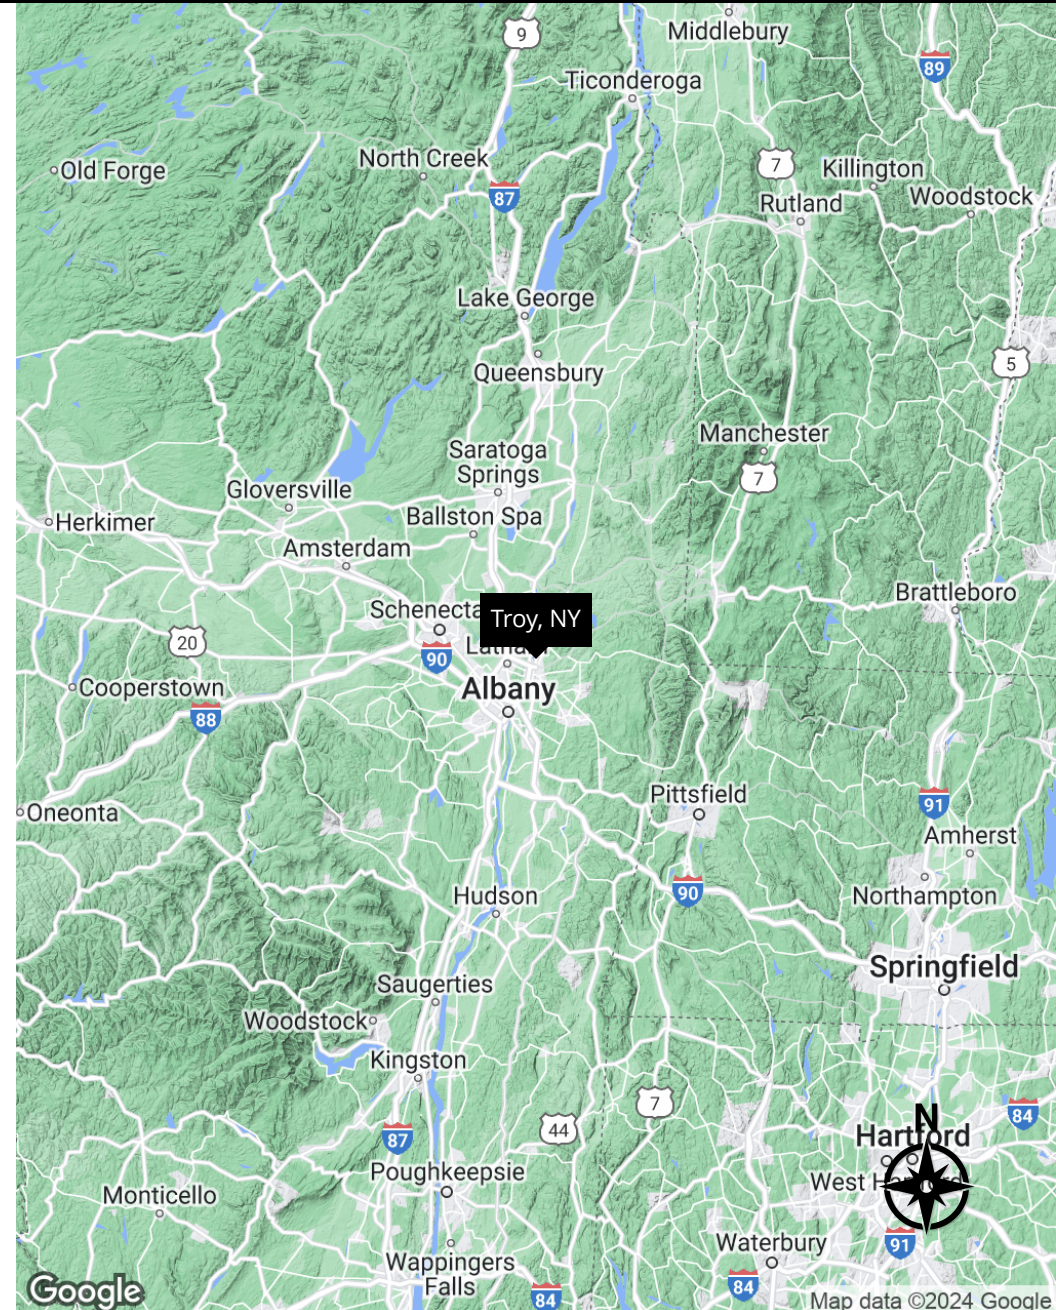 9
Middlebury
89
Ticonderoga
North Creek
7
Killington
Old Forge
87
Rutland
Woodstock
Lake George
5
Queensbury
Manchester
Saratoga
Springs
7
Gloversville
Herkimer
Ballston Spa
Amsterdam
Brattleboro
Schenecta
Troy, NY
20
90
Albany
Cooperstown
88
Pittsfield
91
Oneonta
Amherst
90
Hudson
Northampton
Springfield
Saugerties
Woodstock
Kingston
7
84
N
44
87
Hartford
Poughkeepsie
West
Monticello
91
Waterbury
Wappingers
Falls
84
84
Google
Map data ©2024 Google